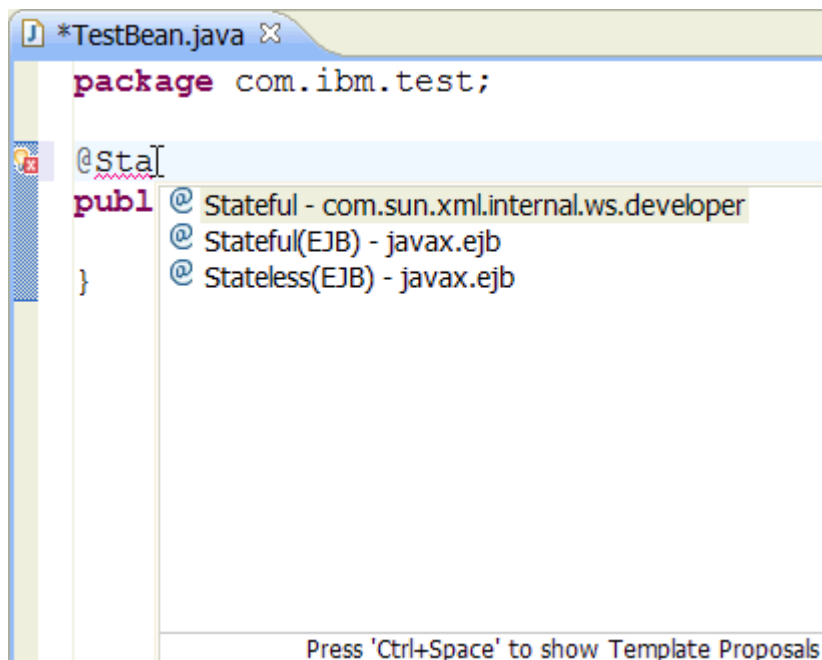 *TestBean.java
package com.ibm.test;
@Sta
publ
Stateful - com.sun.xml.internal.ws.developer
Stateful(EJB) - javax.ejb
Stateless(EJB) - javax.ejb
}
Press 'Ctrl+Space' to show Template Proposals